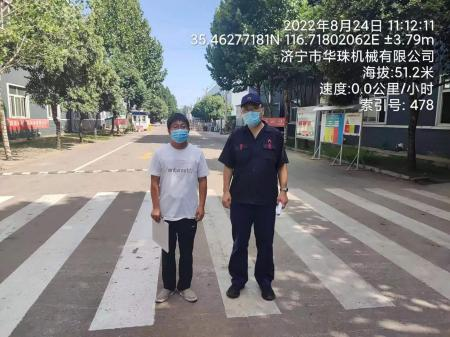 2022年8月24日 11:12:11
35.46277181N 116.71802062E ±3.79m
济宁市华珠机械有限公司
海拔:51.2米
速度:0.0公里/小时
索引号: 478